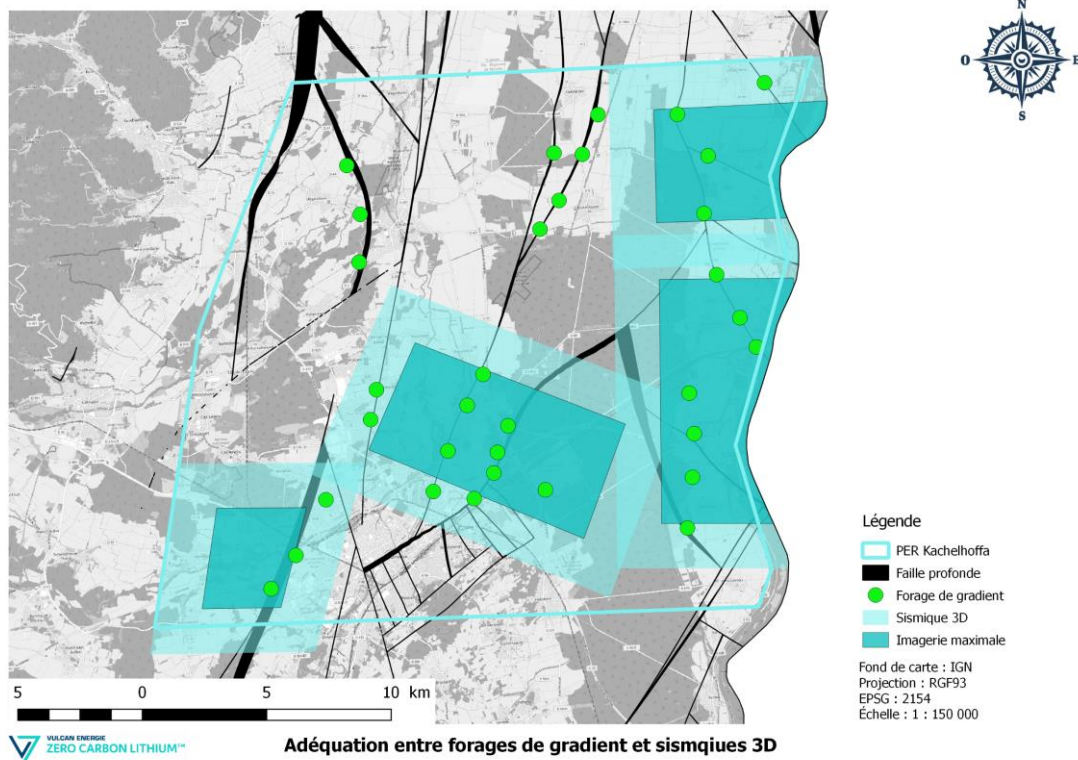 N
O
E
S
Légende
PER Kachelhoffa
Faille profonde
Forage de gradient
Sismique 3D
Imagerie maximale
Fond de carte : IGN
Projection : RGF93
EPSG : 2154
Échelle : 1 : 150 000
5 0 5 10 km
VULCAN ENERGIE
ZERO CARBON LITHIUM™
Adéquation entre forages de gradient et sismqiues 3D